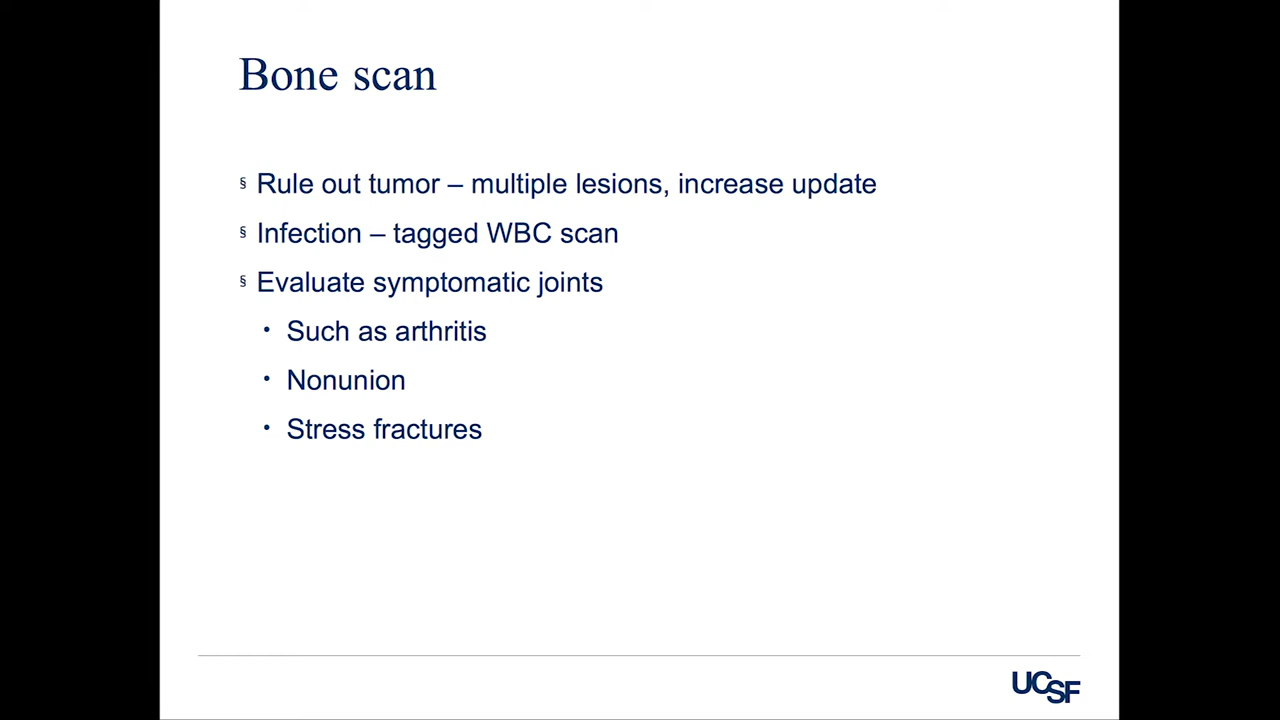 Bone scan
§ Rule out tumor – multiple lesions, increase update
§ Infection – tagged WBC scan
§ Evaluate symptomatic joints
• Such as arthritis
• Nonunion
• Stress fractures
UCSF